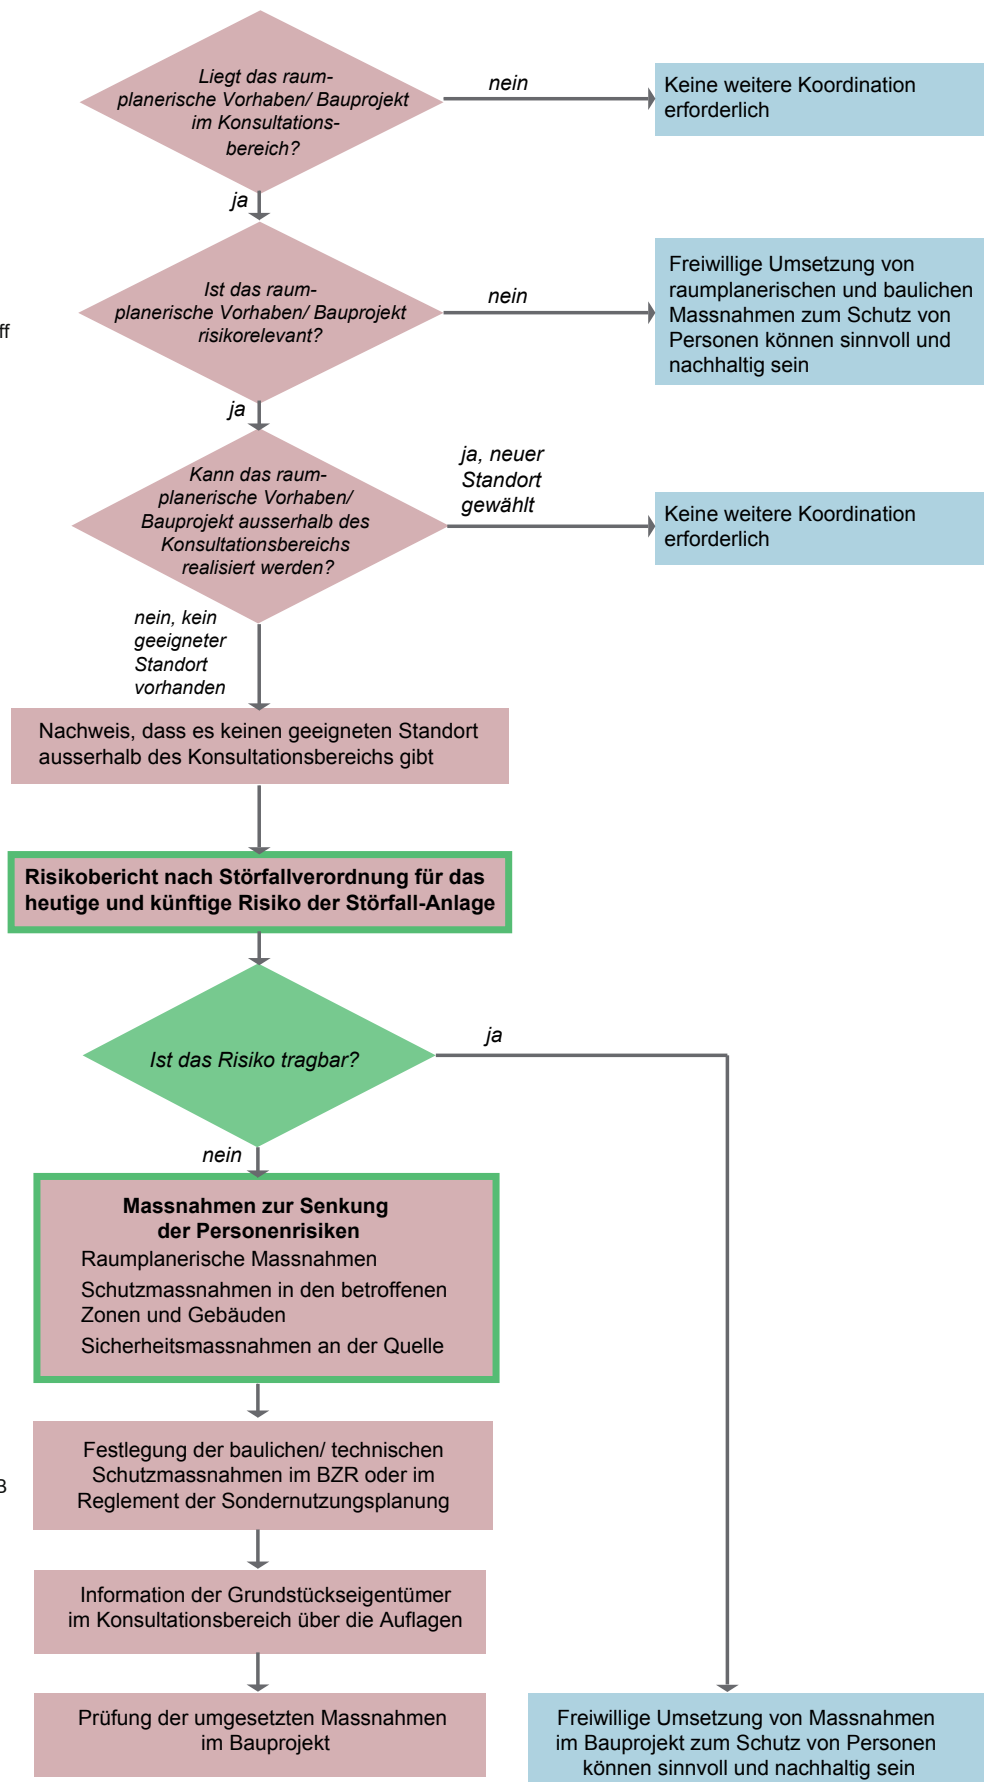 Liegt das raum-
planerische Vorhaben/ Bauprojekt
im Konsultations-
bereich?
nein
Keine weitere Koordination
erforderlich
ja
Ist das raum-
planerische Vorhaben/ Bauprojekt
risikorelevant?
nein
Freiwillige Umsetzung von
raumplanerischen und baulichen
Massnahmen zum Schutz von
Personen können sinnvoll und
nachhaltig sein
ff
ja
Kann das raum-
planerische Vorhaben/
Bauprojekt ausserhalb des
Konsultationsbereichs
realisiert werden?
ja, neuer
Standort
gewählt
Keine weitere Koordination
erforderlich
nein, kein
geeigneter
Standort
vorhanden
Nachweis, dass es keinen geeigneten Standort
ausserhalb des Konsultationsbereichs gibt
Risikobericht nach Störfallverordnung für das
heutige und künftige Risiko der Störfall-Anlage
Ist das Risiko tragbar?
ja
nein
Massnahmen zur Senkung
der Personenrisiken
Raumplanerische Massnahmen
Schutzmassnahmen in den betroffenen
Zonen und Gebäuden
Sicherheitsmassnahmen an der Quelle
Festlegung der baulichen/ technischen
Schutzmassnahmen im BZR oder im
Reglement der Sondernutzungsplanung
Information der Grundstückseigentümer
im Konsultationsbereich über die Auflagen
Prüfung der umgesetzten Massnahmen
im Bauprojekt
Freiwillige Umsetzung von Massnahmen
im Bauprojekt zum Schutz von Personen
können sinnvoll und nachhaltig sein